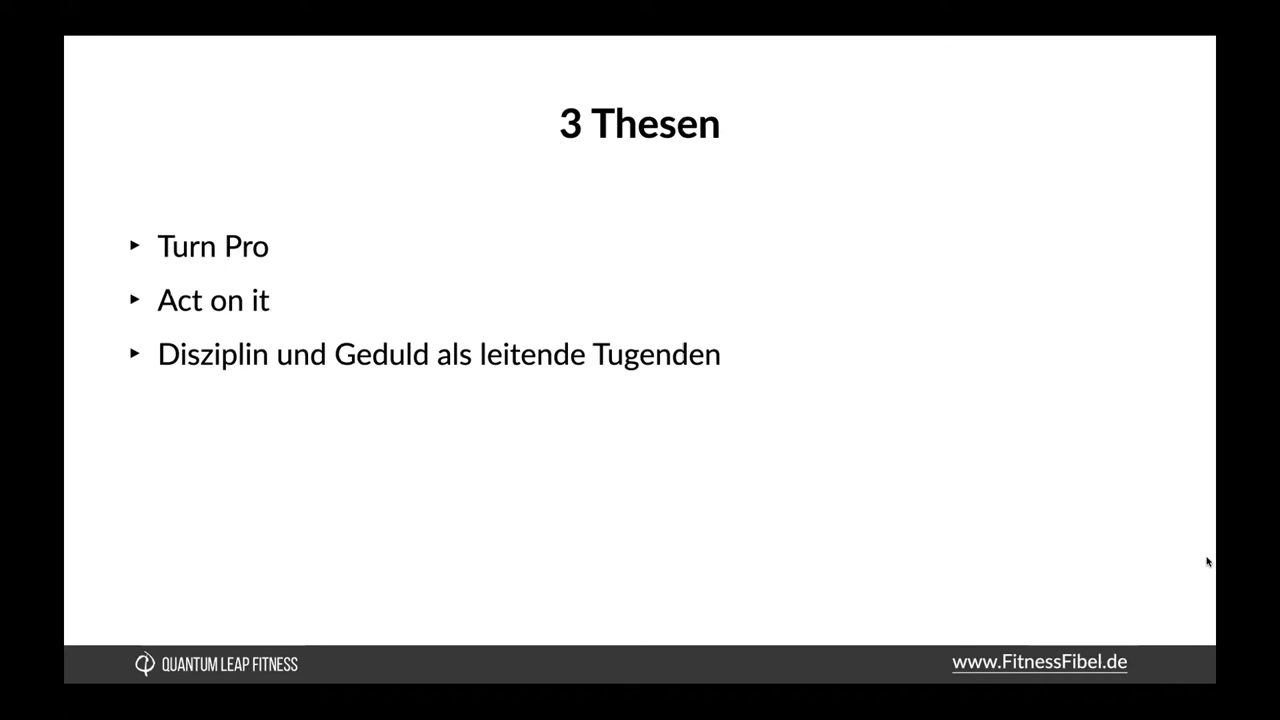 3 Thesen
‣ Turn Pro
‣ Act on it
‣ Disziplin und Geduld als leitende Tugenden
QUANTUM LEAP FITNESS
www.FitnessFibel.de